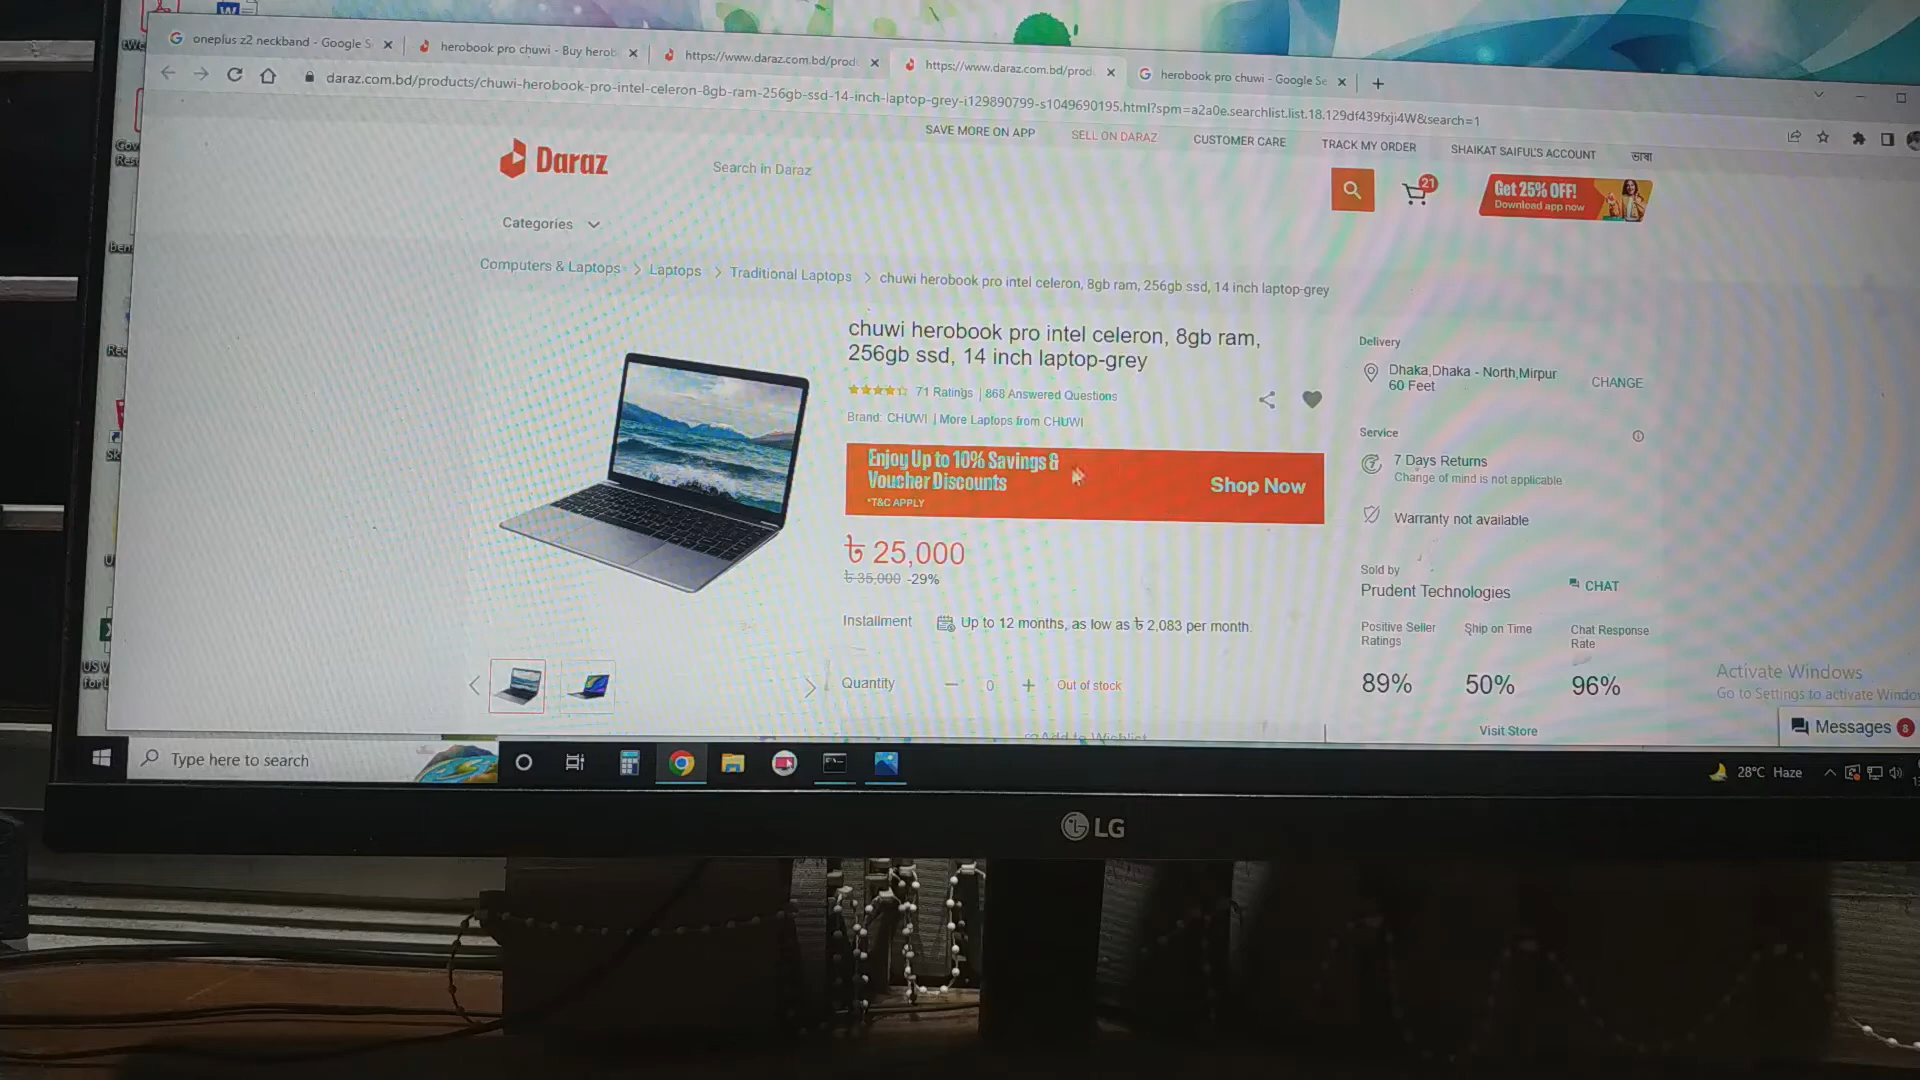 oneplus z2 neckband - Google S
herobook pro chuwi - Buy herob
https://www.daraz.com.bd/prod
https://www.daraz.com.bd/prod
herobook pro chuwi - Google Se
daraz.com.bd/products/chuwi-herobook-pro-intel-celeron-8gb-ram-256gb-ssd-14-inch-laptop-grey-i129890799-s1049690195.html?spm=a2a0e.searchlist.list.18.129df439fxji4W&search=1
SAVE MORE ON APP
SELL ON DARAZ
CUSTOMER CARE
TRACK MY ORDER
SHAIKAT SAIFUL'S ACCOUNT
ভাষা
Daraz
Search in Daraz
21
Get 25% OFF!
Download app now
Categories
Computers & Laptops > Laptops > Traditional Laptops > chuwi herobook pro intel celeron, 8gb ram, 256gb ssd, 14 inch laptop-grey
chuwi herobook pro intel celeron, 8gb ram,
256gb ssd, 14 inch laptop-grey
71 Ratings | 868 Answered Questions
Brand: CHUWI | More Laptops from CHUWI
Enjoy Up to 10% Savings &
Voucher Discounts
*T&C APPLY
Shop Now
৳ 25,000
৳ 35,000 -29%
Installment
Up to 12 months, as low as ৳ 2,083 per month.
Quantity
0
Out of stock
Add to Wishlist
Delivery
Dhaka,Dhaka - North,Mirpur
60 Feet
CHANGE
Service
7 Days Returns
Change of mind is not applicable
Warranty not available
Sold by
Prudent Technologies
CHAT
Positive Seller
Ratings
Ship on Time
Chat Response
Rate
89%
50%
96%
Visit Store
Activate Windows
Go to Settings to activate Windo
Messages 8
Type here to search
28°C Haze
LG